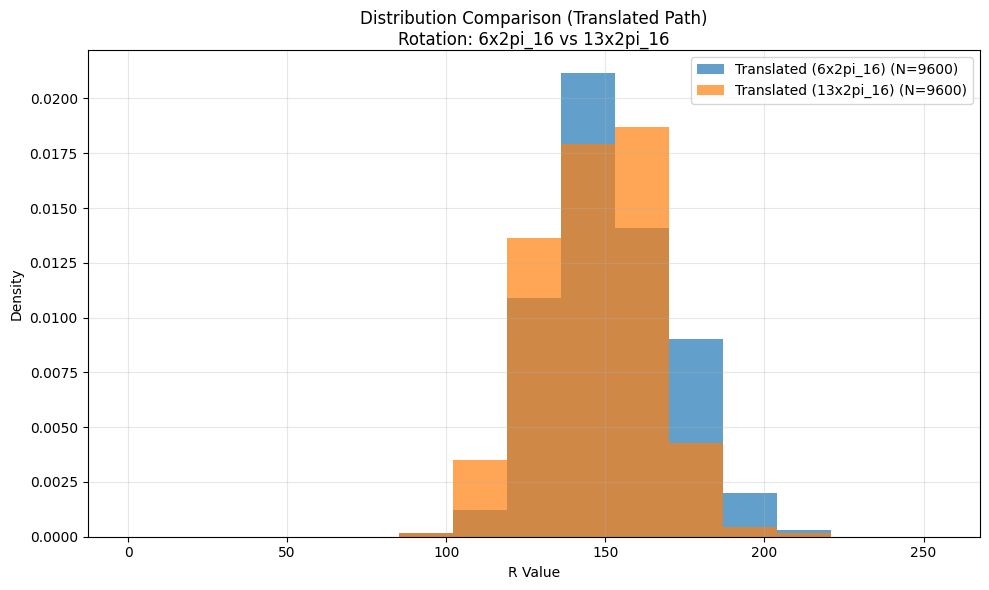 Distribution Comparison (Translated Path)
Rotation: 6x2pi_16 vs 13x2pi_16
Translated (6x2pi_16) (N=9600)
Translated (13x2pi_16) (N=9600)
Density
0.0200
0.0175
0.0150
0.0125
0.0100
0.0075
0.0050
0.0025
0.0000
0 50 100 150 200 250
R Value